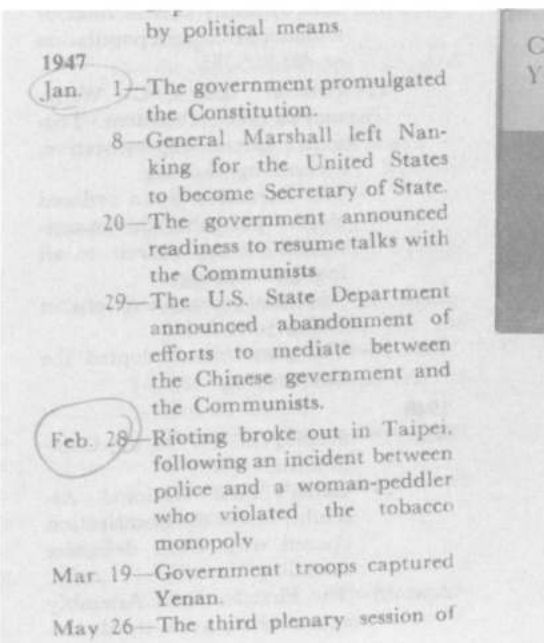 by political means.
1947
Jan. 1—The government promulgated
the Constitution.
8—General Marshall left Nan-
king for the United States
to become Secretary of State.
20—The government announced
readiness to resume talks with
the Communists
29—The U.S. State Department
announced abandonment of
efforts to mediate between
the Chinese gevernment and
the Communists.
Feb. 28—Rioting broke out in Taipei,
following an incident between
police and a woman-peddler
who violated the tobacco
monopoly
Mar. 19—Government troops captured
Yenan.
May 26—The third plenary session of
C
Y